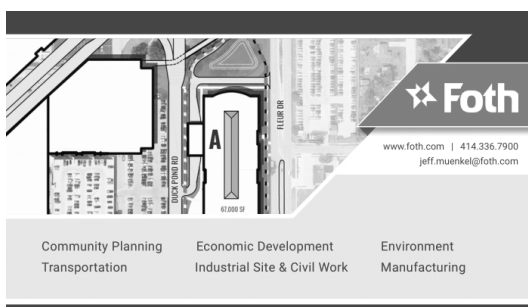 DUCK POND RD
A
67,000 SF
FLEUR DR
Foth
www.foth.com | 414.336.7900
jeff.muenkel@foth.com
Community Planning
Economic Development
Environment
Transportation
Industrial Site & Civil Work
Manufacturing